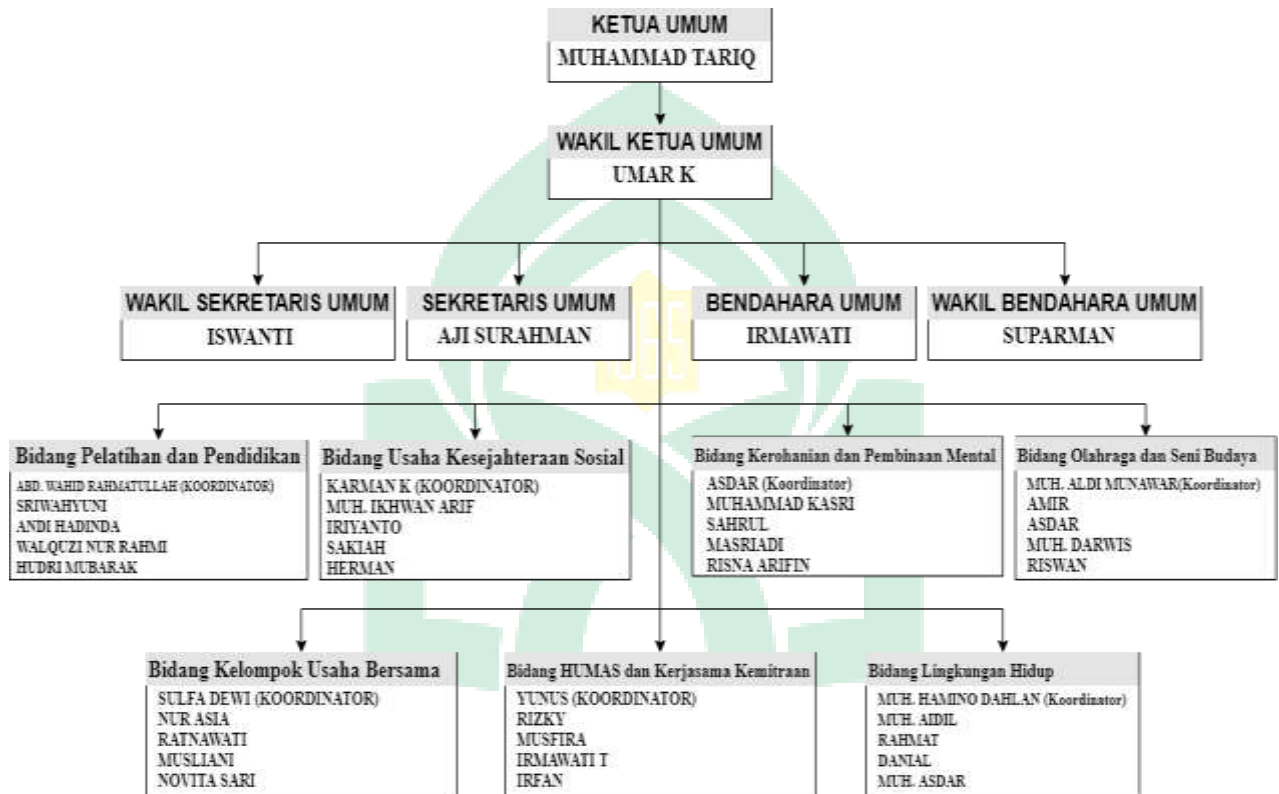 KETUA UMUM
MUHAMMAD TARIQ
WAKIL KETUA UMUM
UMAR K
WAKIL SEKRETARIS UMUM
ISWANTI
SEKRETARIS UMUM
AJI SURAHMAN
BENDAHARA UMUM
IRMAWATI
WAKIL BENDAHARA UMUM
SUPARMAN
Bidang Pelatihan dan Pendidikan
ABD. WAHID RAHMATULLAH (KOORDINATOR)
SRIWAHYUNI
ANDI HADINDA
WALQUZI NUR RAHMI
HUDRI MUBARAK
Bidang Usaha Kesejahteraan Sosial
KARMAN K (KOORDINATOR)
MUH. IKHWAN ARIF
IRIYANTO
SAKIAH
HERMAN
Bidang Kerohanian dan Pembinaan Mental
ASDAR (Koordinator)
MUHAMMAD KASRI
SAHRUL
MASRIADI
RISNA ARIFIN
Bidang Olahraga dan Seni Budaya
MUH. ALDI MUNAWAR(Koordinator)
AMIR
ASDAR
MUH. DARWIS
RISWAN
Bidang Kelompok Usaha Bersama
SULFA DEWI (KOORDINATOR)
NUR ASIA
RATNAWATI
MUSLIANI
NOVITA SARI
Bidang HUMAS dan Kerjasama Kemitraan
YUNUS (KOORDINATOR)
RIZKY
MUSFIRA
IRMAWATI T
IRFAN
Bidang Lingkungan Hidup
MUH. HAMINO DAHLAN (Koordinator)
MUH. AIDIL
RAHMAT
DANIAL
MUH. ASDAR